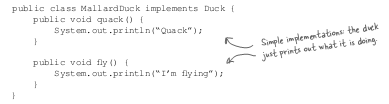 public class MallardDuck implements Duck {
public void quack() {
System.out.println(“Quack”);
}
public void fly() {
System.out.println(“I’m flying”);
}
}
Simple implementations: the duck
just prints out what it is doing.